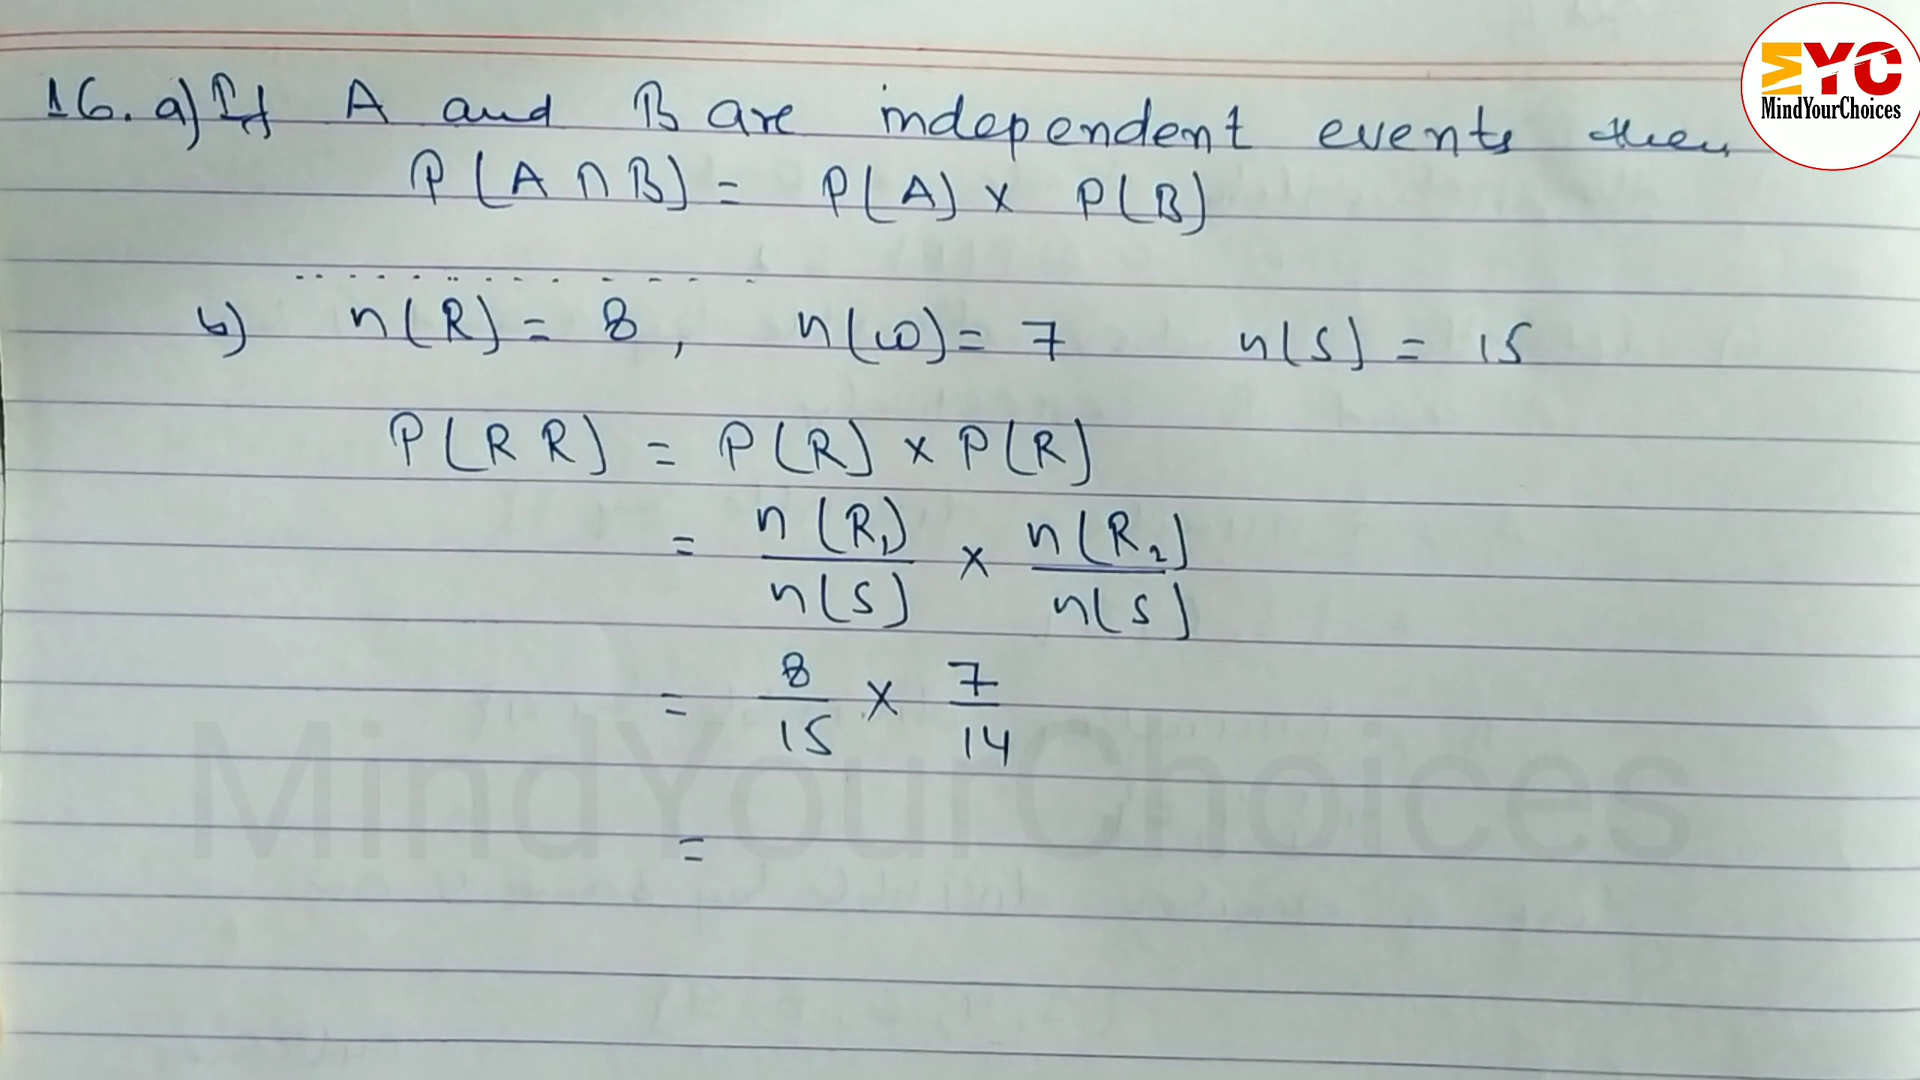 MYC
MindYourChoices
16. a) If A and B are independent events then
P(A ∩ B) = P(A) × P(B)
b) n(R) = 8, n(w) = 7 n(S) = 15
P(R R) = P(R) × P(R)
= n(R₁)/n(S) × n(R₂)/n(S)
= 8/15 × 7/14
=
MindYourChoices